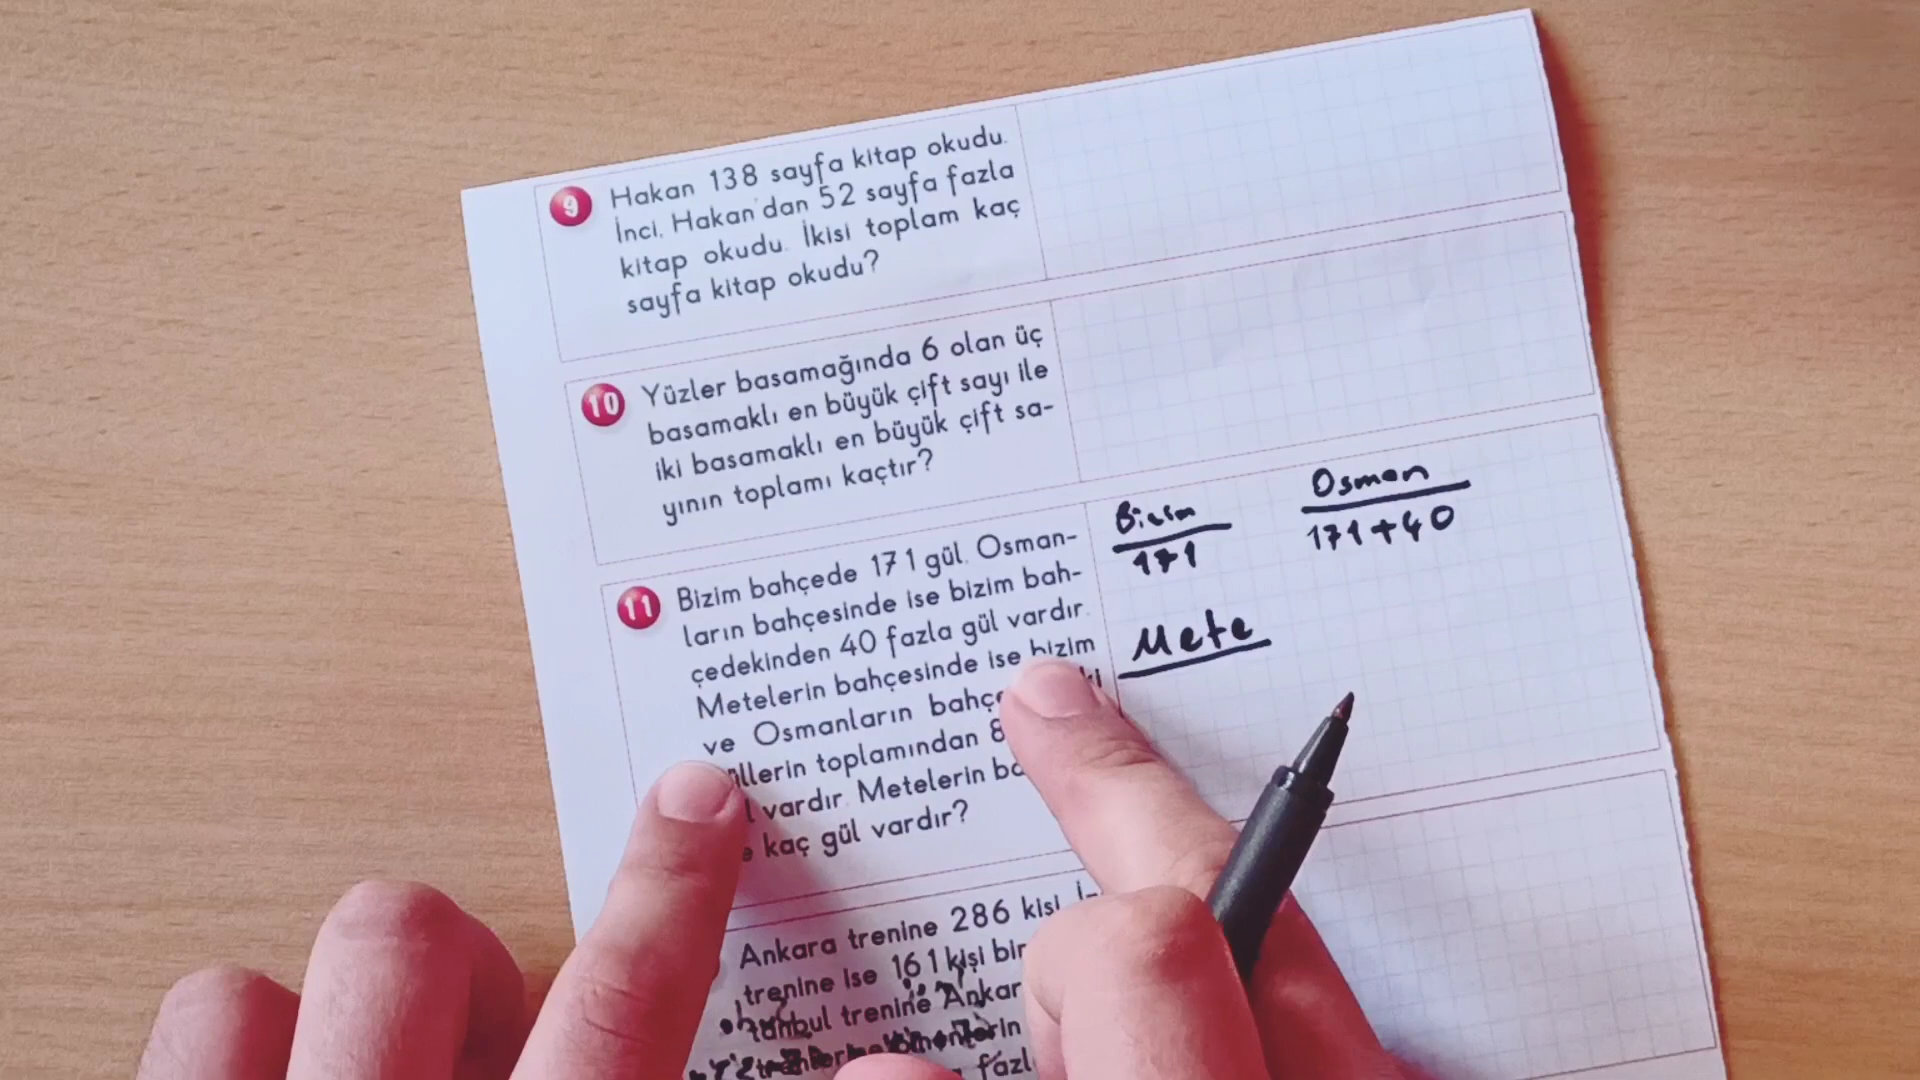 9
Hakan 138 sayfa kitap okudu.
İnci, Hakan'dan 52 sayfa fazla
kitap okudu. İkisi toplam kaç
sayfa kitap okudu?
10
Yüzler basamağında 6 olan üç
basamaklı en büyük çift sayı ile
iki basamaklı en büyük çift sa-
yının toplamı kaçtır?
11
Bizim bahçede 171 gül, Osman-
ların bahçesinde ise bizim bah-
çedekinden 40 fazla gül vardır.
Metelerin bahçesinde ise bizim
ve Osmanların
toplamından
vardır. Metelerin
kaç gül vardır?
Bizim
171
Osman
171+40
Mete
Ankara trenine 286 kişi
trenine ise 161 kişi
trenine